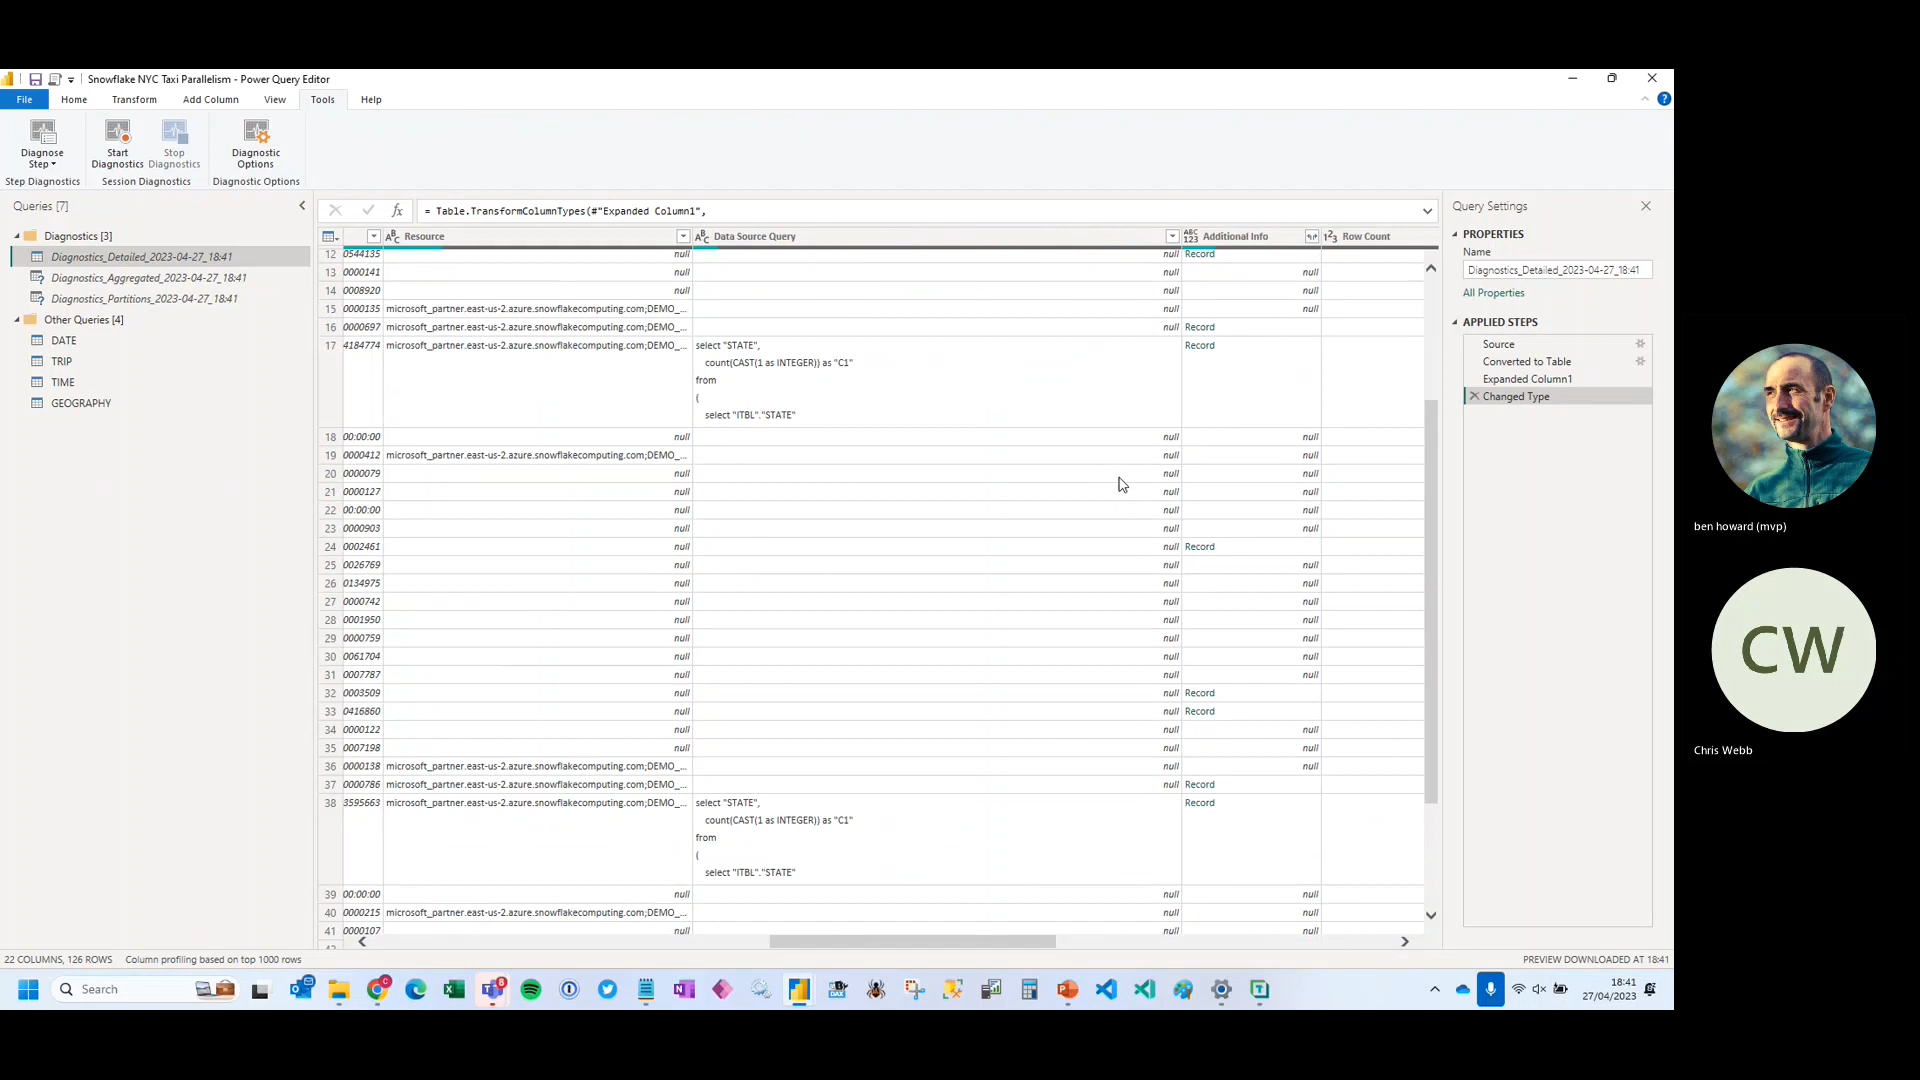 Snowflake NYC Taxi Parallelism - Power Query Editor
File Home Transform Add Column View Tools Help
Diagnose Step
Start Diagnostics
Stop Diagnostics
Diagnostic Options
Step Diagnostics Session Diagnostics Diagnostic Options
Queries [7]
Diagnostics [3]
Diagnostics_Detailed_2023-04-27_18:41
Diagnostics_Aggregated_2023-04-27_18:41
Diagnostics_Partitions_2023-04-27_18:41
Other Queries [4]
DATE
TRIP
TIME
GEOGRAPHY
fx = Table.TransformColumnTypes(#"Expanded Column1",
ABC Resource ABC Data Source Query ABC 123 Additional Info 123 Row Count
12 0544135 null Record
13 0000141 null null null
14 0008920 null null null
15 0000135 microsoft_partner.east-us-2.azure.snowflakecomputing.com;DEMO_... null null
16 0000697 microsoft_partner.east-us-2.azure.snowflakecomputing.com;DEMO_... null Record
17 4184774 microsoft_partner.east-us-2.azure.snowflakecomputing.com;DEMO_... select "STATE", Record
count(CAST(1 as INTEGER)) as "C1"
from
(
select "ITBL"."STATE"
18 00:00:00 null null null
19 0000412 microsoft_partner.east-us-2.azure.snowflakecomputing.com;DEMO_... null null
20 0000079 null null null
21 0000127 null null null
22 00:00:00 null null null
23 0000903 null null null
24 0002461 null null Record
25 0026769 null null null
26 0134975 null null null
27 0000742 null null null
28 0001950 null null null
29 0000759 null null null
30 0061704 null null null
31 0007787 null null null
32 0003509 null null Record
33 0416860 null null Record
34 0000122 null null null
35 0007198 null null null
36 0000138 microsoft_partner.east-us-2.azure.snowflakecomputing.com;DEMO_... null null
37 0000786 microsoft_partner.east-us-2.azure.snowflakecomputing.com;DEMO_... null Record
38 3595663 microsoft_partner.east-us-2.azure.snowflakecomputing.com;DEMO_... select "STATE", Record
count(CAST(1 as INTEGER)) as "C1"
from
(
select "ITBL"."STATE"
39 00:00:00 null null null
40 0000215 microsoft_partner.east-us-2.azure.snowflakecomputing.com;DEMO_... null null
41 0000107 null null null
Query Settings
PROPERTIES
Name
Diagnostics_Detailed_2023-04-27_18:41
All Properties
APPLIED STEPS
Source
Converted to Table
Expanded Column1
Changed Type
22 COLUMNS, 126 ROWS Column profiling based on top 1000 rows PREVIEW DOWNLOADED AT 18:41
Search
18:41
27/04/2023
ben howard (mvp)
CW
Chris Webb